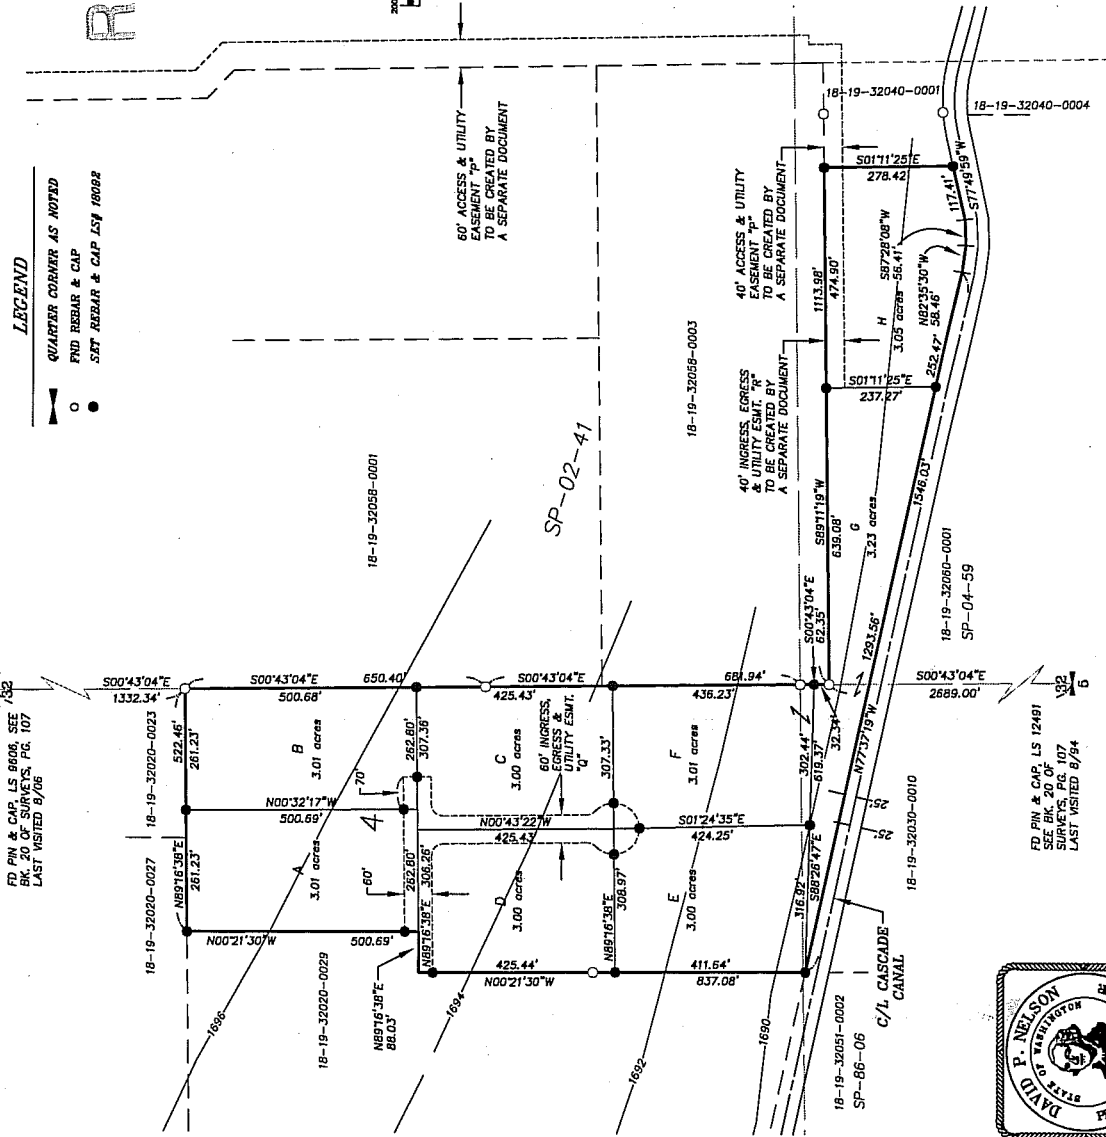 R
200
LEGEND
QUARTER CORNER AS NOTED
FND REBAR & CAP
SET REBAR & CAP LS# 18092
60' ACCESS & UTILITY
EASEMENT "P"
TO BE CREATED BY
A SEPARATE DOCUMENT
18-19-32040-0001
18-19-32040-0004
40' ACCESS & UTILITY
EASEMENT "P"
TO BE CREATED BY
A SEPARATE DOCUMENT
S01°11'25"E
278.42'
117.41'
S77°49'59"W
1113.98'
474.90'
S87°28'08"W
56.41'
N82°35'30"W
58.46'
H
3.05 acres
252.47'
40' INGRESS, EGRESS
& UTILITY ESMT. "R"
TO BE CREATED BY
A SEPARATE DOCUMENT
S01°11'25"E
237.27'
18-19-32058-0003
18-19-32058-0001
SP-02-41
S89°11'19"W
639.08'
G
3.23 acres
1546.03'
1293.56'
N77°37'19"W
18-19-32060-0001
SP-04-59
S00°43'04"E
62.35'
FD PIN & CAP, LS 9606, SEE
BK. 20 OF SURVEYS, PG. 107
LAST VISITED 8/06
32
S00°43'04"E
1332.34'
S00°43'04"E
500.68'
650.40'
425.43'
681.94'
436.23'
S00°43'04"E
2689.00'
32
5
522.46'
261.23'
18-19-32020-0023
B
3.01 acres
70'
262.80'
307.36'
C
3.00 acres
60' INGRESS,
EGRESS &
UTILITY ESMT.
"Q"
307.33'
F
3.01 acres
302.44'
619.37'
32.34'
N00°32'17"W
500.69'
4
N00°43'22"W
425.43'
S01°24'35"E
424.25'
25'
25'
18-19-32020-0027
N89°16'38"E
261.23'
A
3.01 acres
60'
262.80'
306.26'
N89°16'38"E
D
3.00 acres
308.97'
N89°16'38"E
E
3.00 acres
316.92'
S88°26'47"E
18-19-32030-0010
FD PIN & CAP, LS 12491
SEE BK. 20 OF
SURVEYS, PG. 107
LAST VISITED 8/94
N00°21'30"W
500.69'
N89°16'38"E
88.03'
425.44'
N00°21'30"W
411.64'
837.08'
18-19-32020-0029
C/L CASCADE
CANAL
18-19-32051-0002
SP-86-06
1696
1694
1692
1690
DAVID P. NELSON
STATE OF WASHINGTON